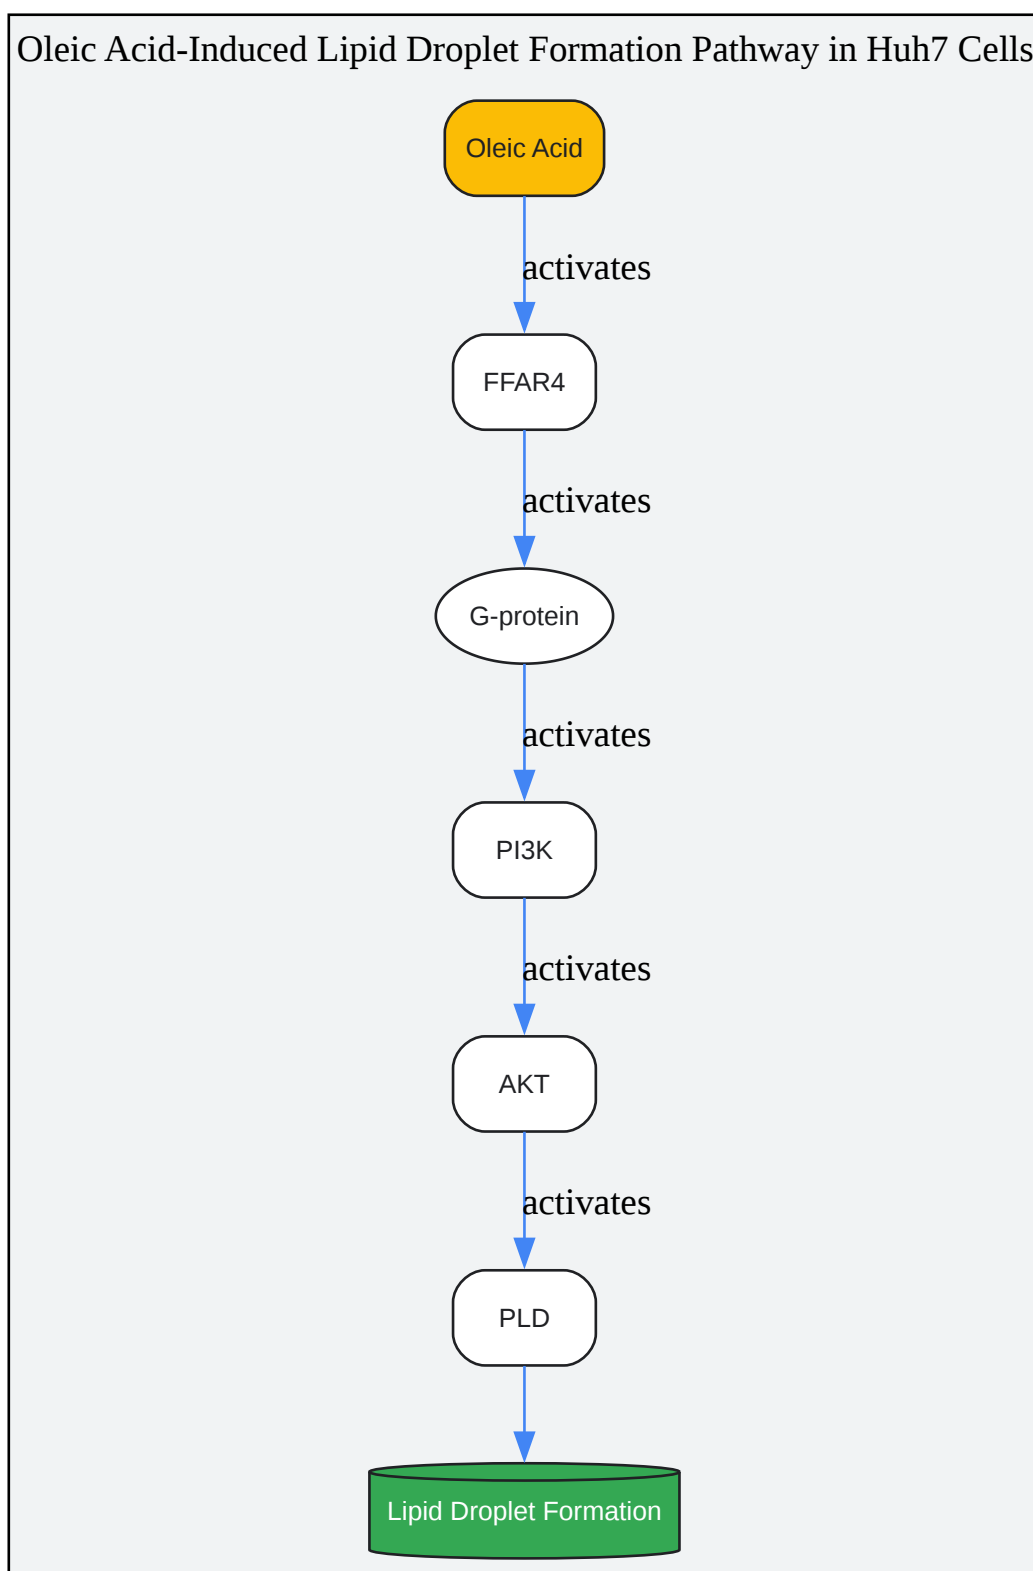 Oleic Acid-Induced Lipid Droplet Formation Pathway in Huh7 Cells
Oleic Acid
activates
FFAR4
activates
G-protein
activates
PI3K
activates
AKT
activates
PLD
Lipid Droplet Formation